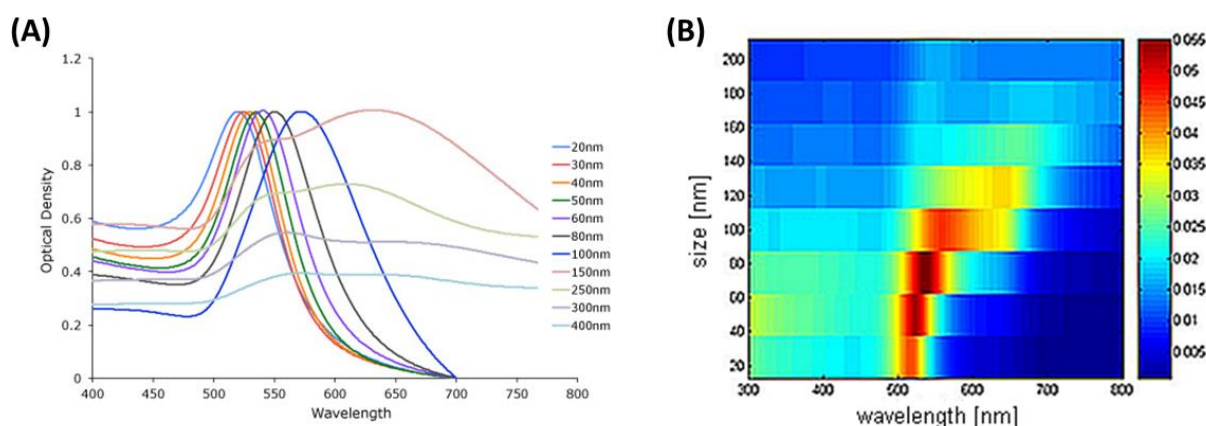 (A)
1.2
1
0.8
0.6
0.4
0.2
0
Optical Density
400 450 500 550 600 650 700 750 800
Wavelength
20nm
30nm
40nm
50nm
60nm
80nm
100nm
150nm
250nm
300nm
400nm
(B)
200
180
160
140
120
100
80
60
40
20
size [nm]
300 400 500 600 700 800
wavelength [nm]
0.055
0.05
0.045
0.04
0.035
0.03
0.025
0.02
0.015
0.01
0.005